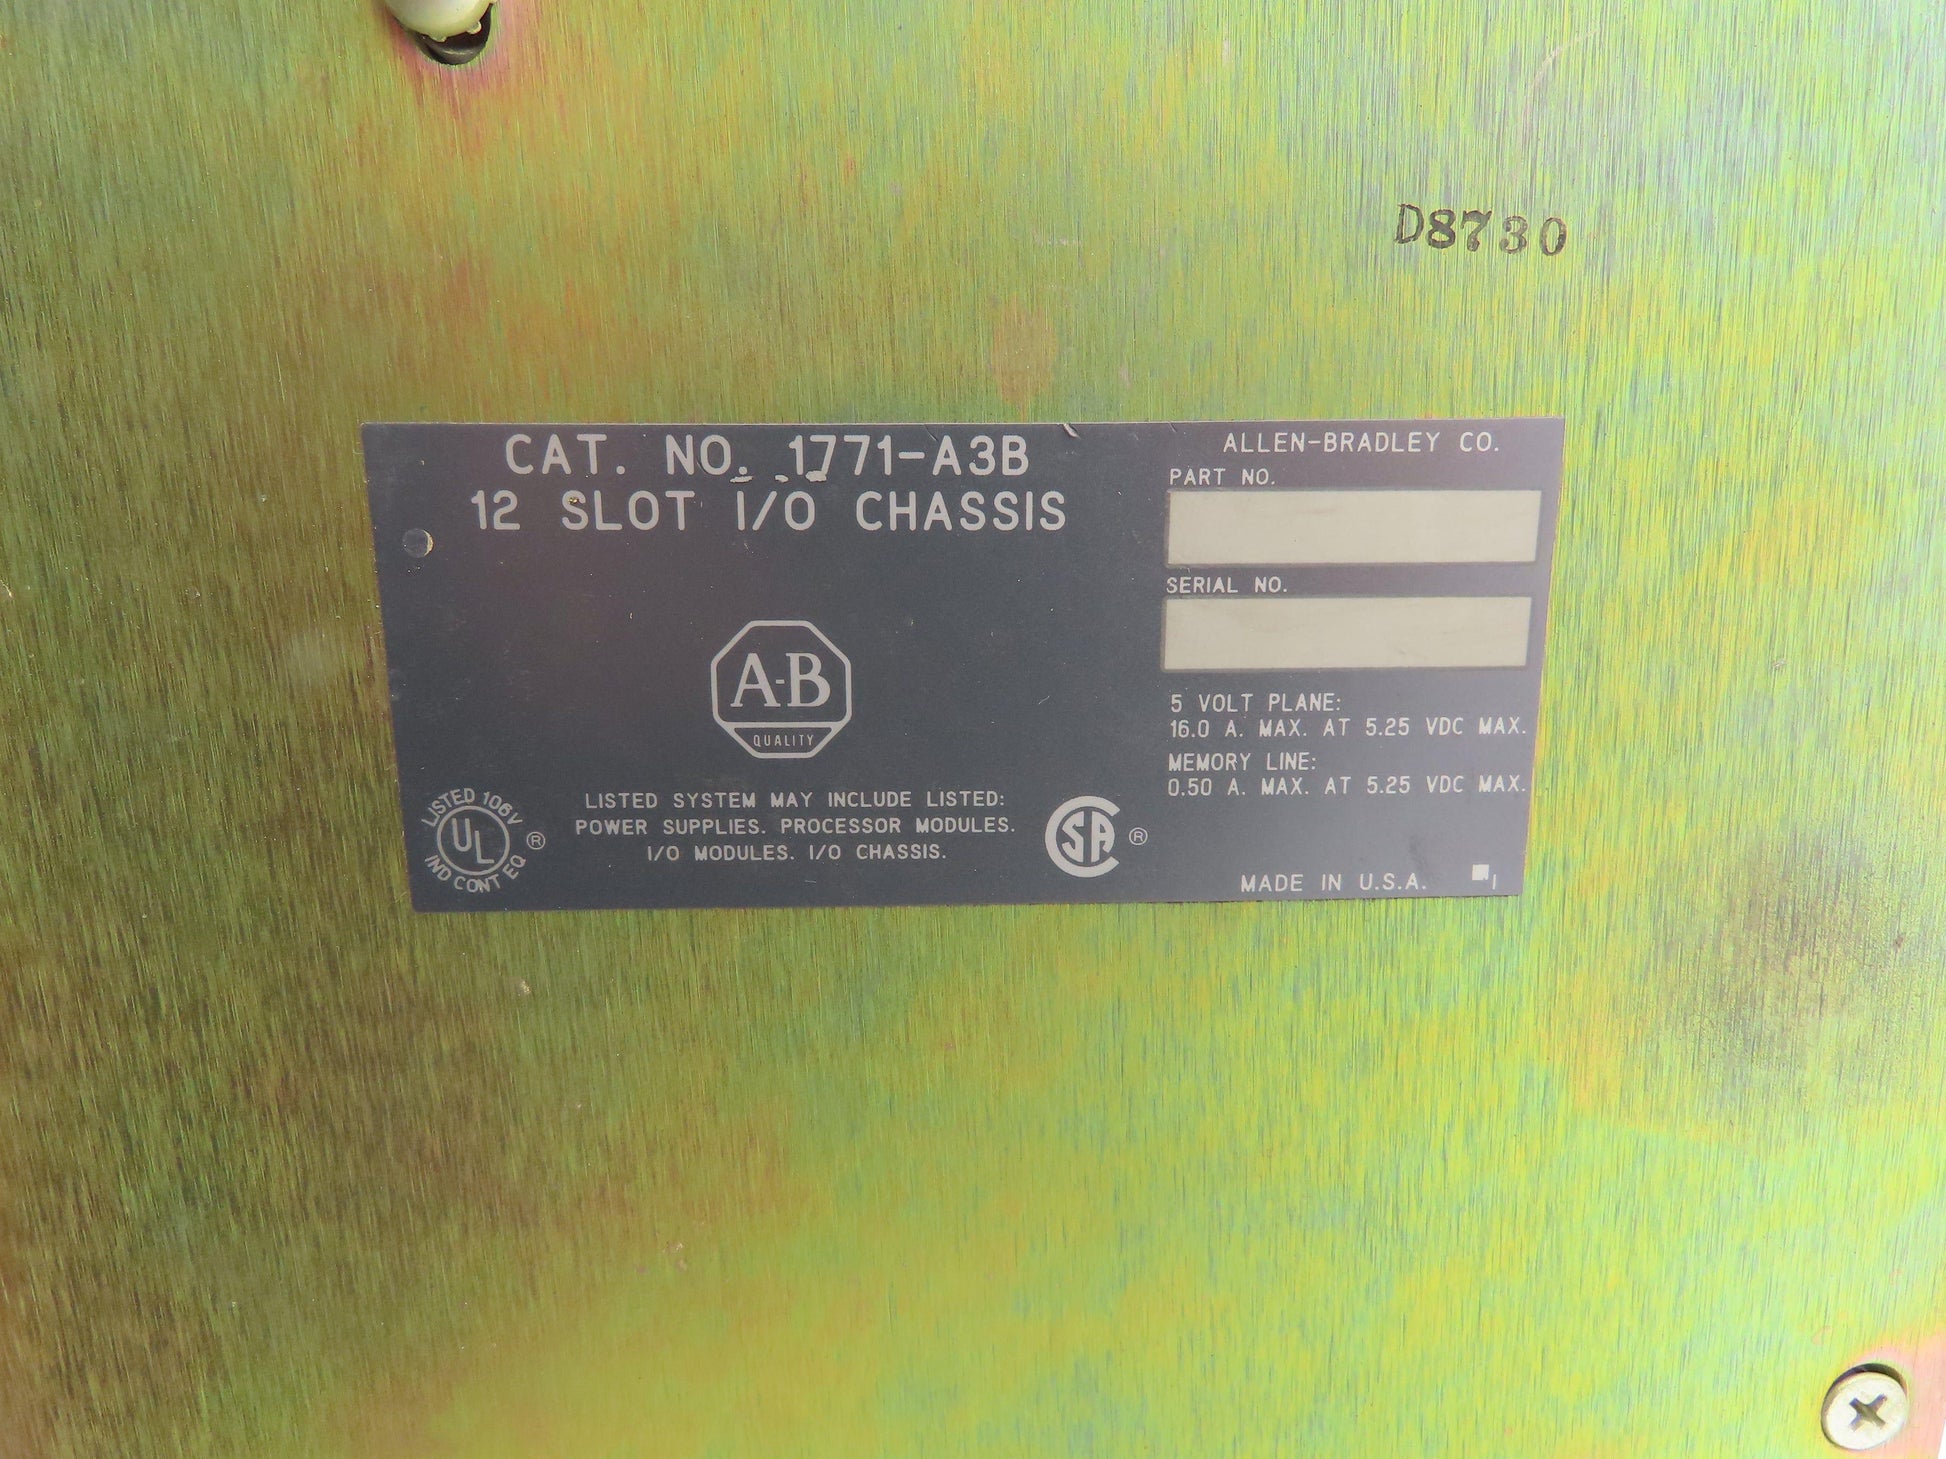 D8730
CAT. NO. 1771-A3B
12 SLOT I/O CHASSIS
A-B
QUALITY
LISTED 106V
UL
IND CONT EQ
®
LISTED SYSTEM MAY INCLUDE LISTED:
POWER SUPPLIES. PROCESSOR MODULES.
I/O MODULES. I/O CHASSIS.
CSA ®
ALLEN-BRADLEY CO.
PART NO.
SERIAL NO.
5 VOLT PLANE:
16.0 A. MAX. AT 5.25 VDC MAX.
MEMORY LINE:
0.50 A. MAX. AT 5.25 VDC MAX.
MADE IN U.S.A.